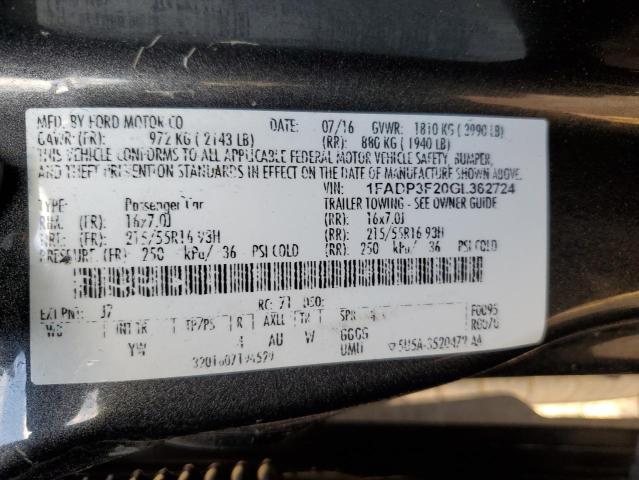 MFD. BY FORD MOTOR CO DATE: 07/16 GVWR: 1810 KG ( 3990 LB)
GAWR (FR): 972 KG ( 2143 LB) (RR): 880 KG ( 1940 LB)
THIS VEHICLE CONFORMS TO ALL APPLICABLE FEDERAL MOTOR VEHICLE SAFETY, BUMPER,
AND THEFT PREVENTION STANDARDS IN EFFECT ON THE DATE OF MANUFACTURE SHOWN ABOVE.
VIN: 1FADP3F20GL362724
TYPE: Passenger Car TRAILER TOWING - SEE OWNER GUIDE
RIM: (FR): 16x7.0J (RR): 16x7.0J
TIRE: (FR): 215/55R16 93H (RR): 215/55R16 93H
PRESSURE: (FR): 250 kPa/ 36 PSI COLD (RR): 250 kPa/ 36 PSI COLD
EXT PNT: J7 RC: 21 DSO: F0095
WB INT TR TP/PS R AXLE TR SPR
YW 4 AU W GGGG
UMD 5U5A-3520472-AA